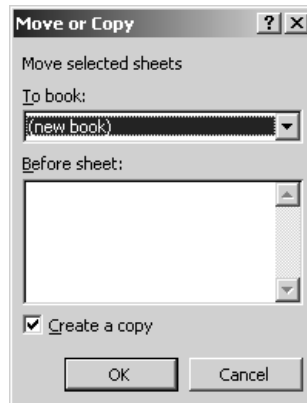 Move or Copy
Move selected sheets
To book:
(new book)
Before sheet:
Create a copy
OK Cancel